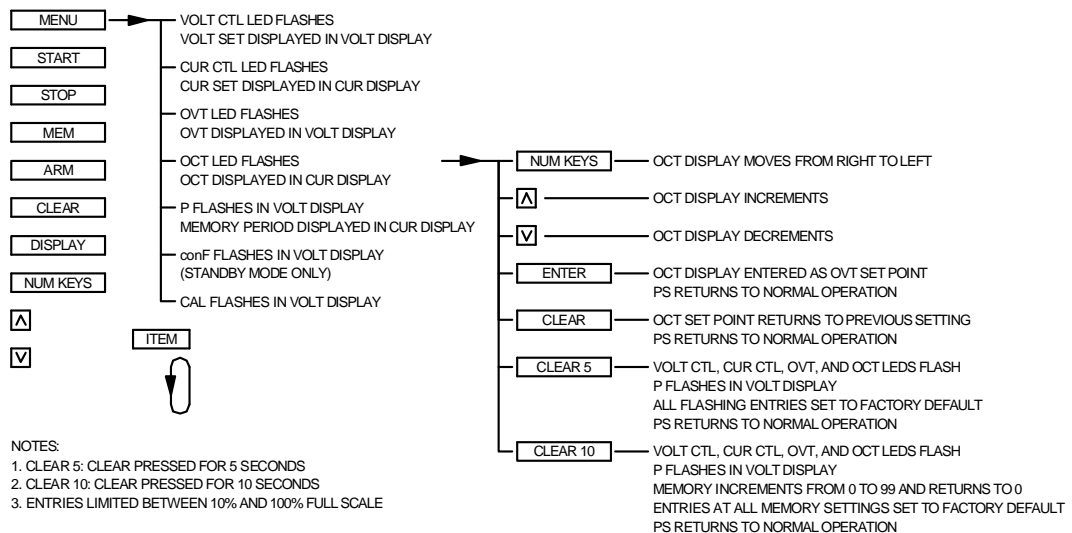 MENU
START
STOP
MEM
ARM
CLEAR
DISPLAY
NUM KEYS
VOLT CTL LED FLASHES
VOLT SET DISPLAYED IN VOLT DISPLAY
CUR CTL LED FLASHES
CUR SET DISPLAYED IN CUR DISPLAY
OVT LED FLASHES
OVT DISPLAYED IN VOLT DISPLAY
OCT LED FLASHES
OCT DISPLAYED IN CUR DISPLAY
P FLASHES IN VOLT DISPLAY
MEMORY PERIOD DISPLAYED IN CUR DISPLAY
conF FLASHES IN VOLT DISPLAY
(STANDBY MODE ONLY)
CAL FLASHES IN VOLT DISPLAY
ITEM
NUM KEYS
OCT DISPLAY MOVES FROM RIGHT TO LEFT
OCT DISPLAY INCREMENTS
OCT DISPLAY DECREMENTS
ENTER
OCT DISPLAY ENTERED AS OVT SET POINT
PS RETURNS TO NORMAL OPERATION
CLEAR
OCT SET POINT RETURNS TO PREVIOUS SETTING
PS RETURNS TO NORMAL OPERATION
CLEAR 5
VOLT CTL, CUR CTL, OVT, AND OCT LEDS FLASH
P FLASHES IN VOLT DISPLAY
ALL FLASHING ENTRIES SET TO FACTORY DEFAULT
PS RETURNS TO NORMAL OPERATION
CLEAR 10
VOLT CTL, CUR CTL, OVT, AND OCT LEDS FLASH
P FLASHES IN VOLT DISPLAY
MEMORY INCREMENTS FROM 0 TO 99 AND RETURNS TO 0
ENTRIES AT ALL MEMORY SETTINGS SET TO FACTORY DEFAULT
PS RETURNS TO NORMAL OPERATION
NOTES:
1. CLEAR 5: CLEAR PRESSED FOR 5 SECONDS
2. CLEAR 10: CLEAR PRESSED FOR 10 SECONDS
3. ENTRIES LIMITED BETWEEN 10% AND 100% FULL SCALE